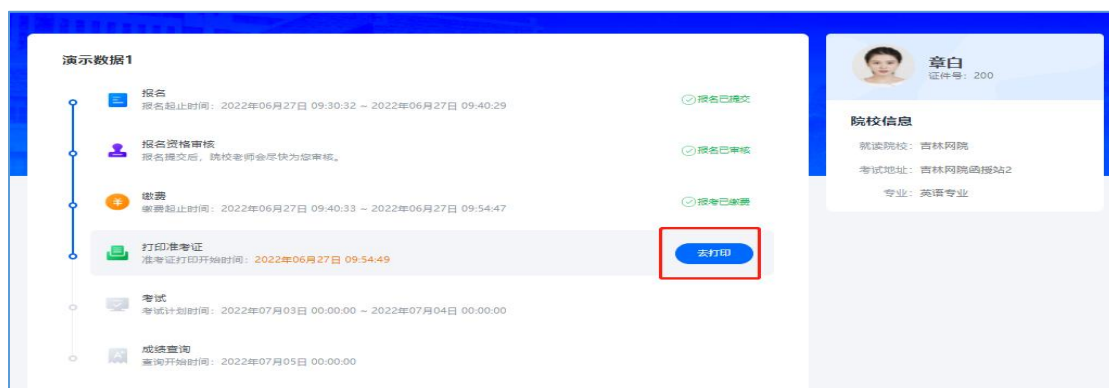 演示数据1
报名
报名起止时间：2022年06月27日 09:30:32 ~ 2022年06月27日 09:40:29
报名已提交
报名资格审核
报名提交后，院校老师会尽快为您审核。
报名已审核
缴费
缴费起止时间：2022年06月27日 09:40:33 ~ 2022年06月27日 09:54:47
报考已缴费
打印准考证
准考证打印开始时间：2022年06月27日 09:54:49
去打印
考试
考试计划时间：2022年07月03日 00:00:00 ~ 2022年07月04日 00:00:00
成绩查询
查询开始时间：2022年07月05日 00:00:00
章白
证件号：200
院校信息
就读院校：吉林网院
考试地址：吉林网院函授站2
专业：英语专业